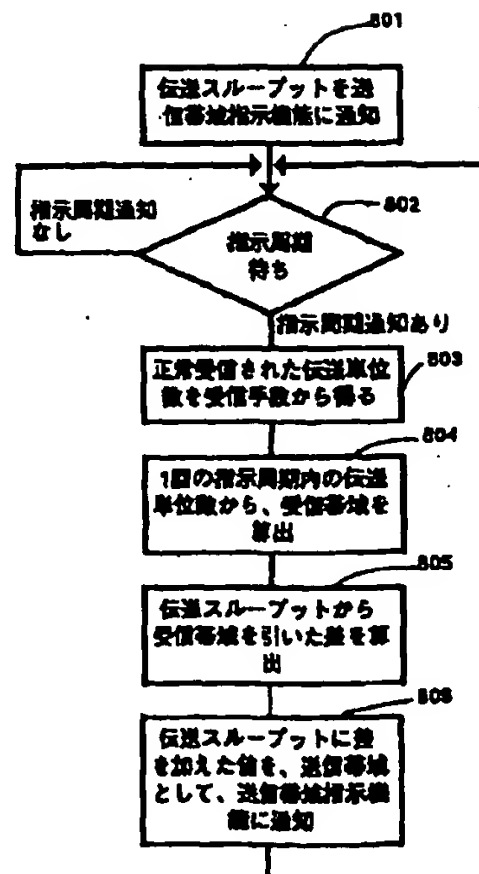 801
伝送スループットを送
信帯域指示機能に通知
指示周期通知
なし
802
指示周期
待ち
指示周期通知あり
803
正常受信された伝送単位
数を受信手段から得る
804
1回の指示周期内の伝送
単位数から、受信帯域を
算出
805
伝送スループットから
受信帯域を引いた差を算
出
806
伝送スループットに差
を加えた値を、送信帯域
として、送信帯域指示機
能に通知